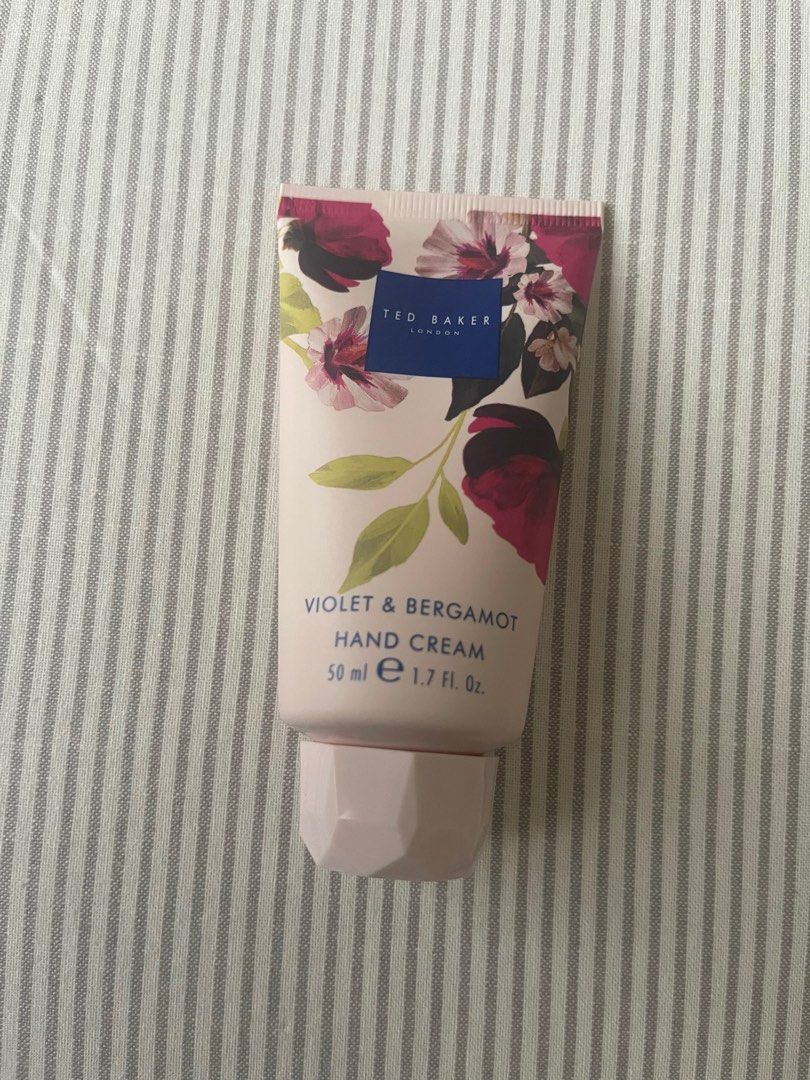 TED BAKER
LONDON
VIOLET & BERGAMOT
HAND CREAM
50 ml ℮ 1.7 Fl. Oz.